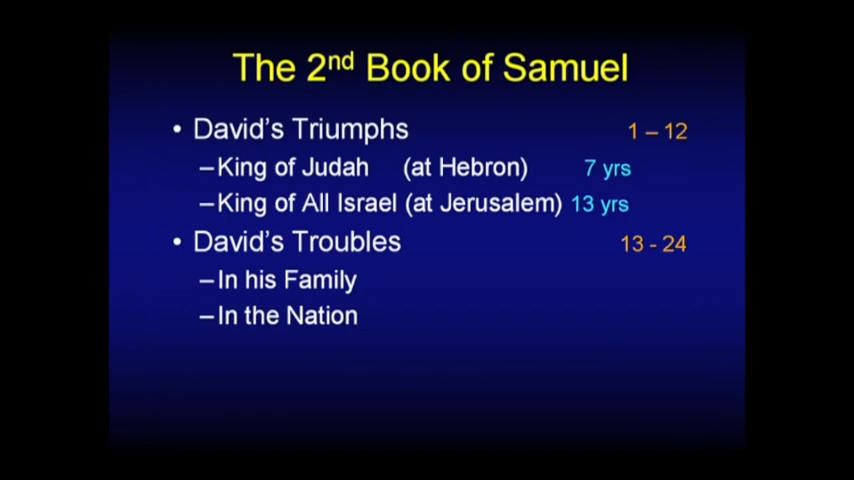 The 2nd Book of Samuel
• David's Triumphs 1 – 12
–King of Judah (at Hebron) 7 yrs
–King of All Israel (at Jerusalem) 13 yrs
• David's Troubles 13 - 24
–In his Family
–In the Nation